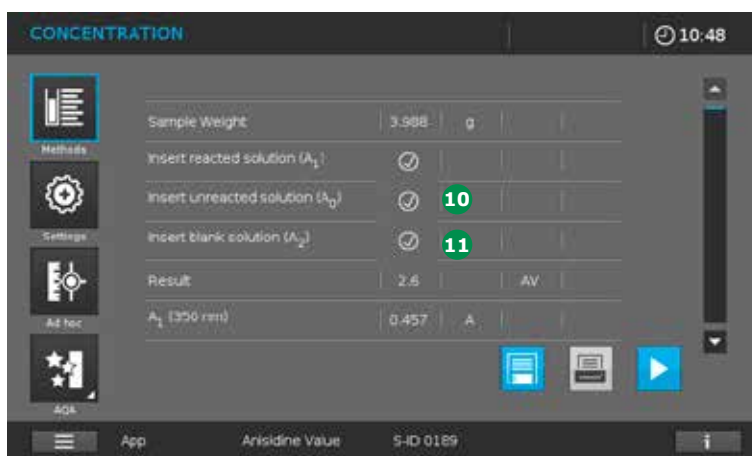 CONCENTRATION 10:48
Sample Weight 3.988 g
Methods
Insert reacted solution (A1)
Insert unreacted solution (A0) 10
Settings
Insert blank solution (A2) 11
Result 2.6 AV
Ad hoc
A1 (350 nm) 0.457 A
AQA
App Anisidine Value S-ID 0189 i